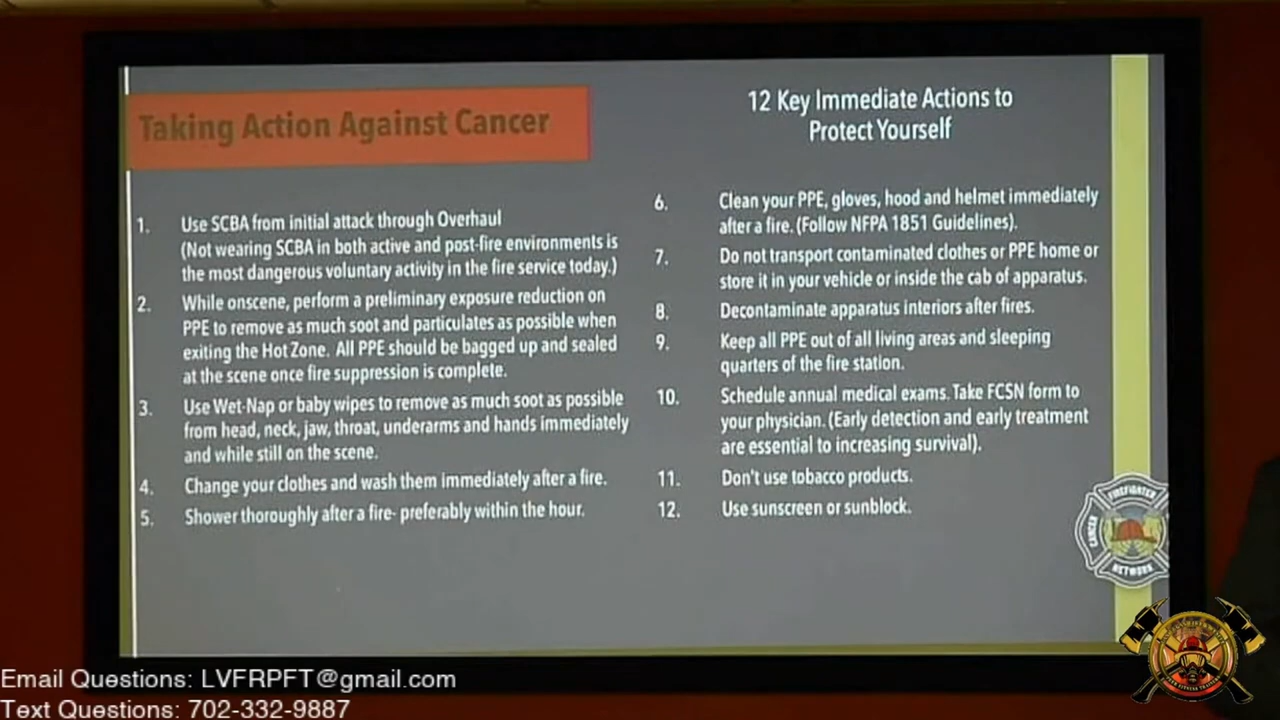 Taking Action Against Cancer
12 Key Immediate Actions to
Protect Yourself
1. Use SCBA from initial attack through Overhaul
(Not wearing SCBA in both active and post-fire environments is
the most dangerous voluntary activity in the fire service today.)
2. While onscene, perform a preliminary exposure reduction on
PPE to remove as much soot and particulates as possible when
exiting the Hot Zone. All PPE should be bagged up and sealed
at the scene once fire suppression is complete.
3. Use Wet-Nap or baby wipes to remove as much soot as possible
from head, neck, jaw, throat, underarms and hands immediately
and while still on the scene.
4. Change your clothes and wash them immediately after a fire.
5. Shower thoroughly after a fire- preferably within the hour.
6. Clean your PPE, gloves, hood and helmet immediately
after a fire. (Follow NFPA 1851 Guidelines).
7. Do not transport contaminated clothes or PPE home or
store it in your vehicle or inside the cab of apparatus.
8. Decontaminate apparatus interiors after fires.
9. Keep all PPE out of all living areas and sleeping
quarters of the fire station.
10. Schedule annual medical exams. Take FCSN form to
your physician. (Early detection and early treatment
are essential to increasing survival).
11. Don't use tobacco products.
12. Use sunscreen or sunblock.
FIREFIGHTER
CANCER
NETWORK
Email Questions: LVFRPFT@gmail.com
Text Questions: 702-332-9887